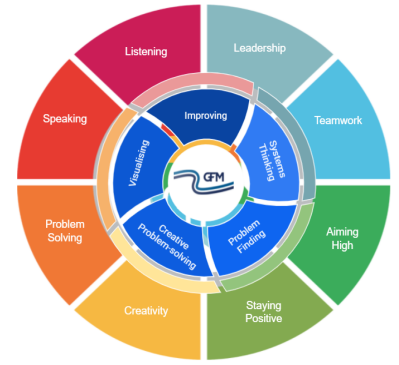 Listening
Leadership
Speaking
Teamwork
Problem
Solving
Aiming
High
Creativity
Staying
Positive
Improving
Visualising
Systems
Thinking
Creative
Problem-solving
Problem
Finding
GFM